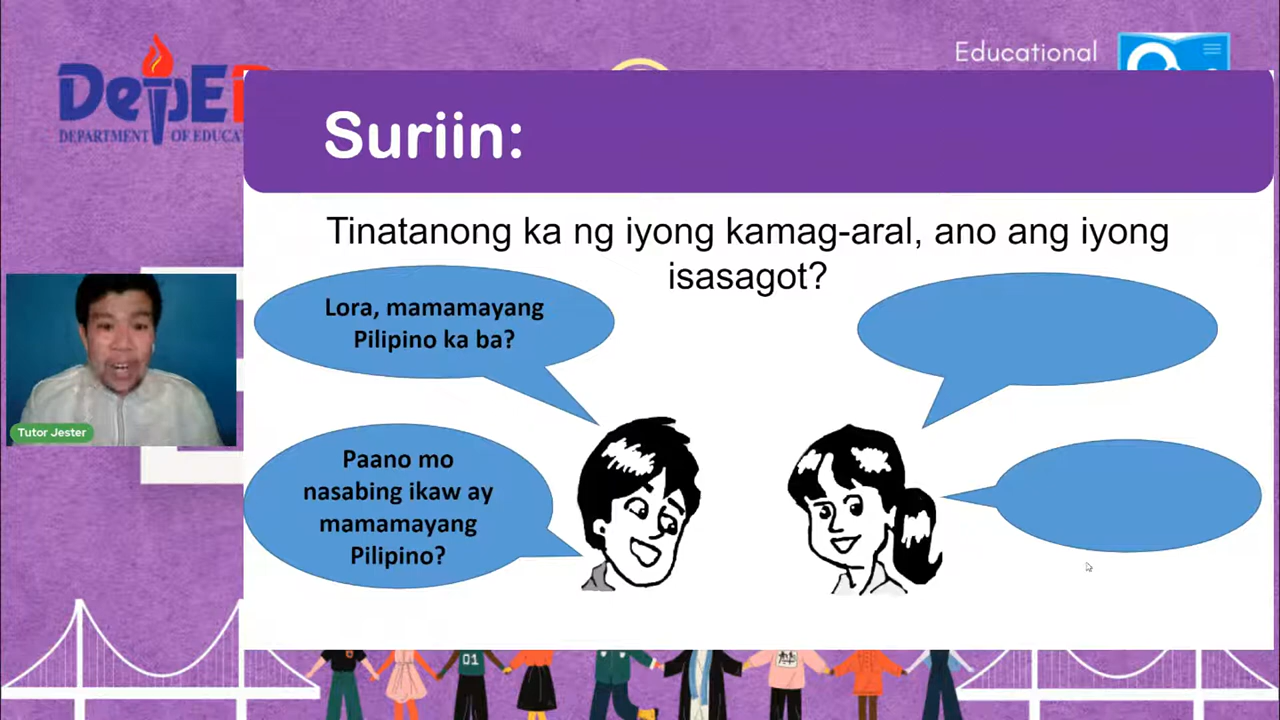 DepED
DEPARTMENT OF EDUCAT
Educational
Suriin:
Tinatanong ka ng iyong kamag-aral, ano ang iyong
isasagot?
Lora, mamamayang
Pilipino ka ba?
Paano mo
nasabing ikaw ay
mamamayang
Pilipino?
Tutor Jester
01